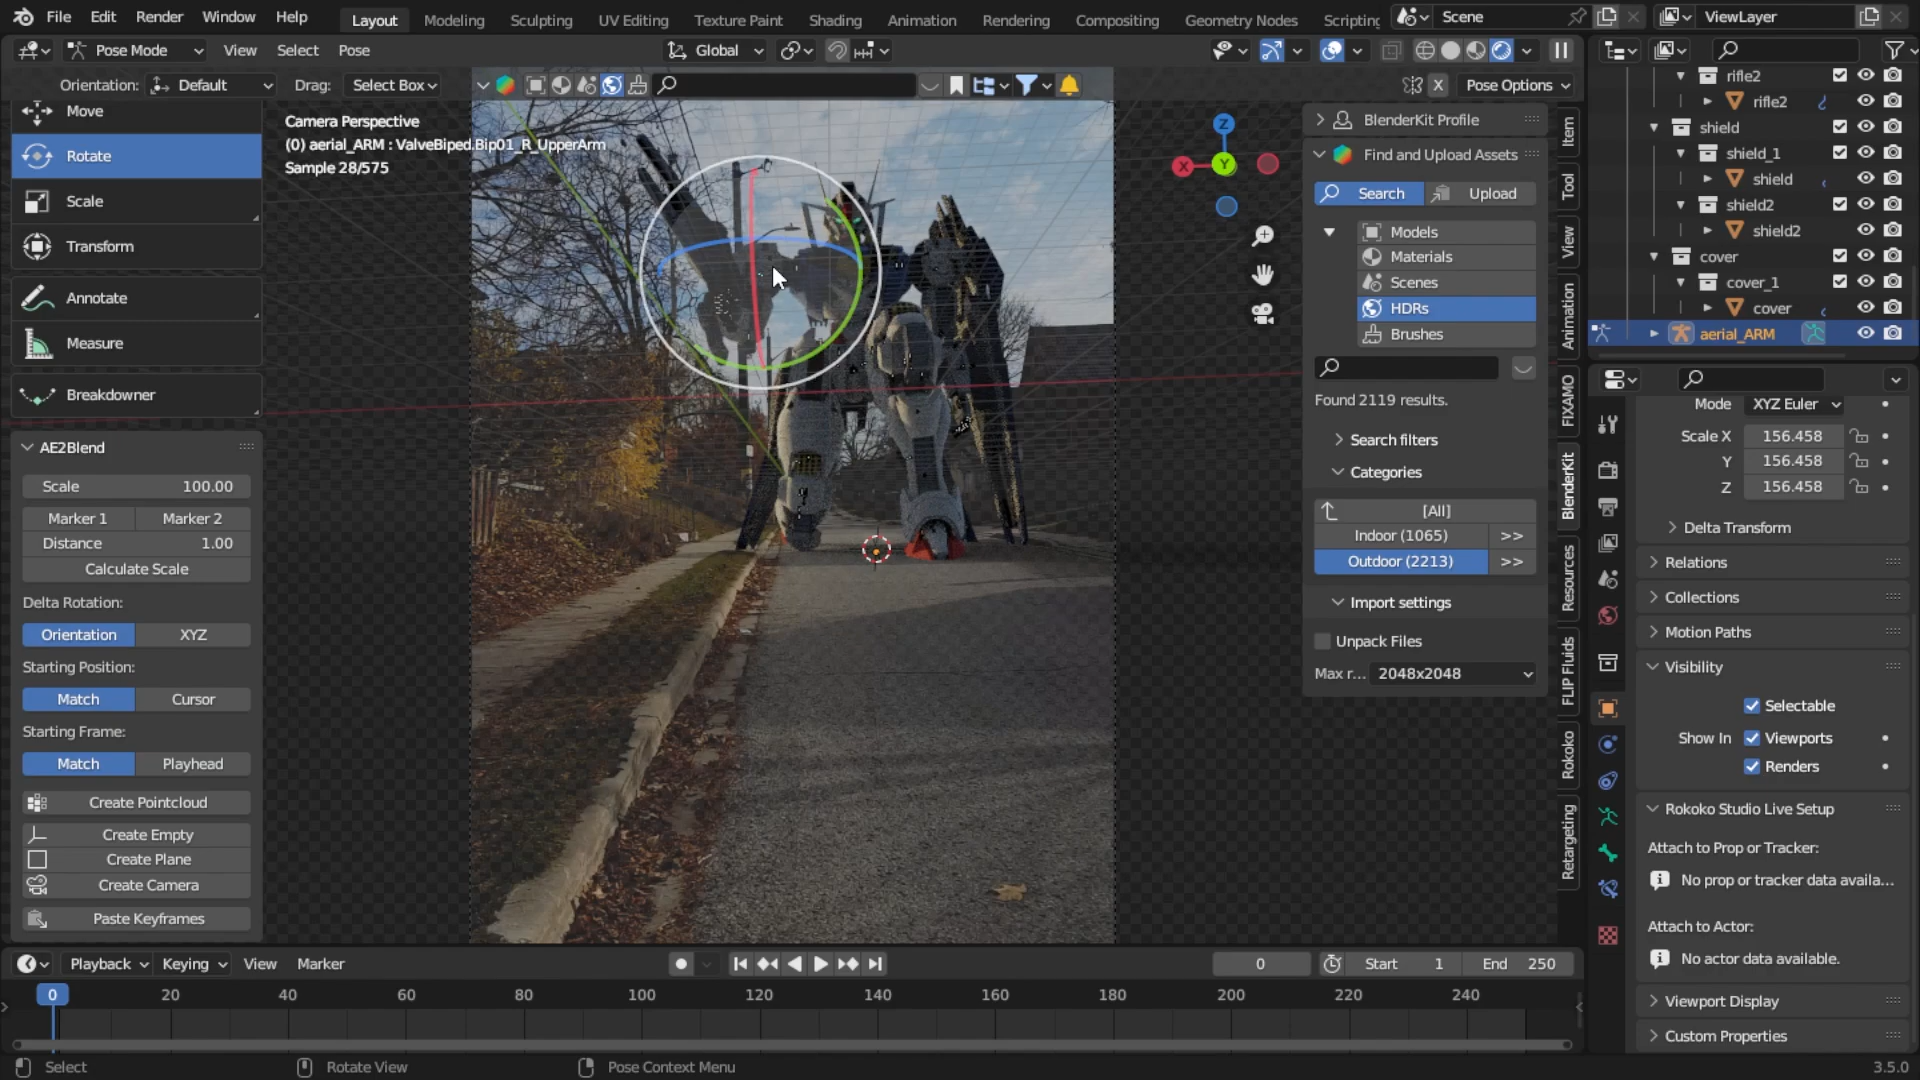 File Edit Render Window Help Layout Modeling Sculpting UV Editing Texture Paint Shading Animation Rendering Compositing Geometry Nodes Scripting Scene ViewLayer
Pose Mode View Select Pose Global
Orientation: Default Drag: Select Box X Pose Options
Move
Rotate
Scale
Transform
Annotate
Measure
Breakdowner
AE2Blend
Scale 100.00
Marker 1 Marker 2
Distance 1.00
Calculate Scale
Delta Rotation:
Orientation XYZ
Starting Position:
Match Cursor
Starting Frame:
Match Playhead
Create Pointcloud
Create Empty
Create Plane
Create Camera
Paste Keyframes
Camera Perspective
(0) aerial_ARM : ValveBiped.Bip01_R_UpperArm
Sample 28/575
Z
X Y
BlenderKit Profile
Find and Upload Assets
Search Upload
Models
Materials
Scenes
HDRs
Brushes
Found 2119 results.
Search filters
Categories
[All]
Indoor (1065) >>
Outdoor (2213) >>
Import settings
Unpack Files
Max r... 2048x2048
Item
Tool
View
Animation
FIXAMO
BlenderKit
Resources
FLIP Fluids
Rokoko
Retargeting
rifle2
rifle2
shield
shield_1
shield
shield2
shield2
cover
cover_1
cover
aerial_ARM
Mode XYZ Euler
Scale X 156.458
Y 156.458
Z 156.458
Delta Transform
Relations
Collections
Motion Paths
Visibility
Selectable
Show In Viewports
Renders
Rokoko Studio Live Setup
Attach to Prop or Tracker:
No prop or tracker data availa...
Attach to Actor:
No actor data available.
Viewport Display
Custom Properties
Playback Keying View Marker 0 Start 1 End 250
0 20 40 60 80 100 120 140 160 180 200 220 240
Select Rotate View Pose Context Menu 3.5.0